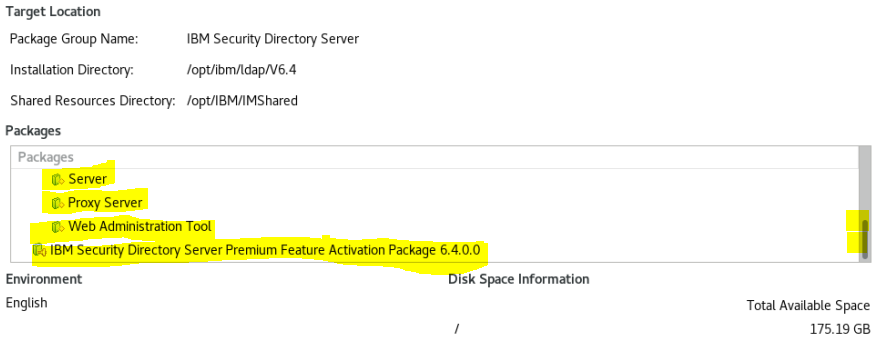 Target Location
Package Group Name: IBM Security Directory Server
Installation Directory: /opt/ibm/ldap/V6.4
Shared Resources Directory: /opt/IBM/IMShared
Packages
Packages
Server
Proxy Server
Web Administration Tool
IBM Security Directory Server Premium Feature Activation Package 6.4.0.0
Environment Disk Space Information
English
Total Available Space
/ 175.19 GB